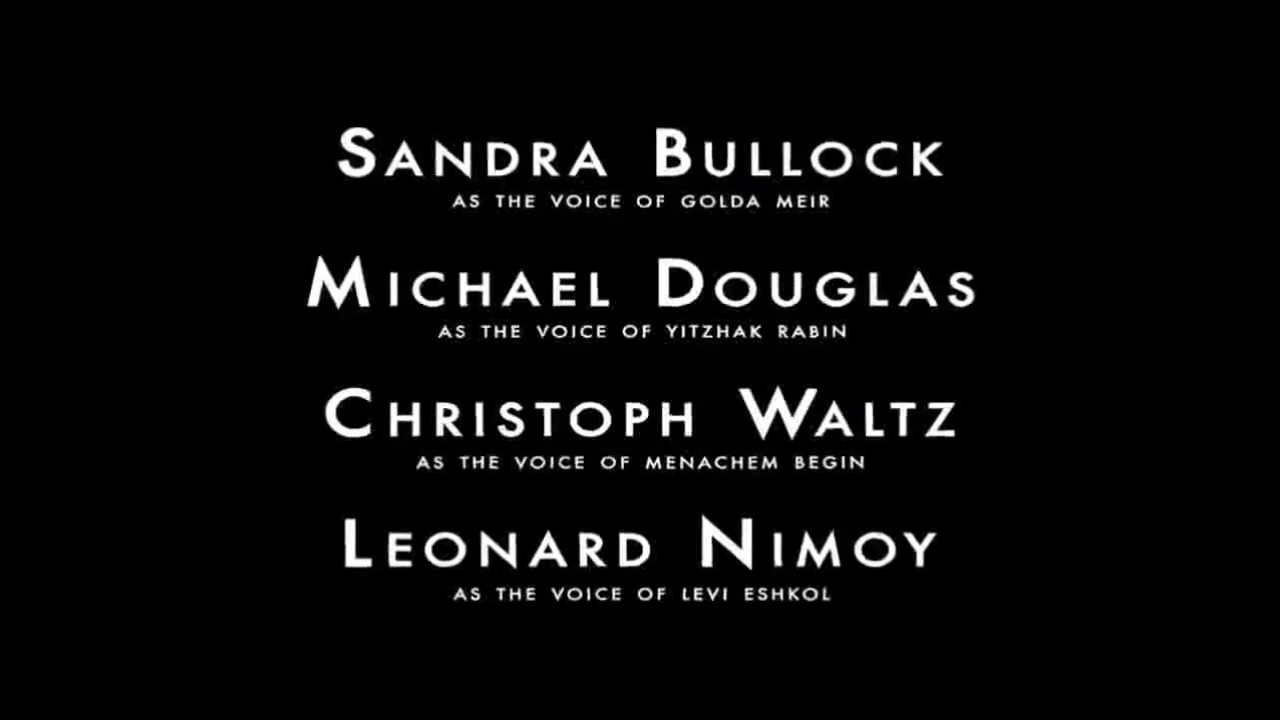 SANDRA BULLOCK
AS THE VOICE OF GOLDA MEIR
MICHAEL DOUGLAS
AS THE VOICE OF YITZHAK RABIN
CHRISTOPH WALTZ
AS THE VOICE OF MENACHEM BEGIN
LEONARD NIMOY
AS THE VOICE OF LEVI ESHKOL